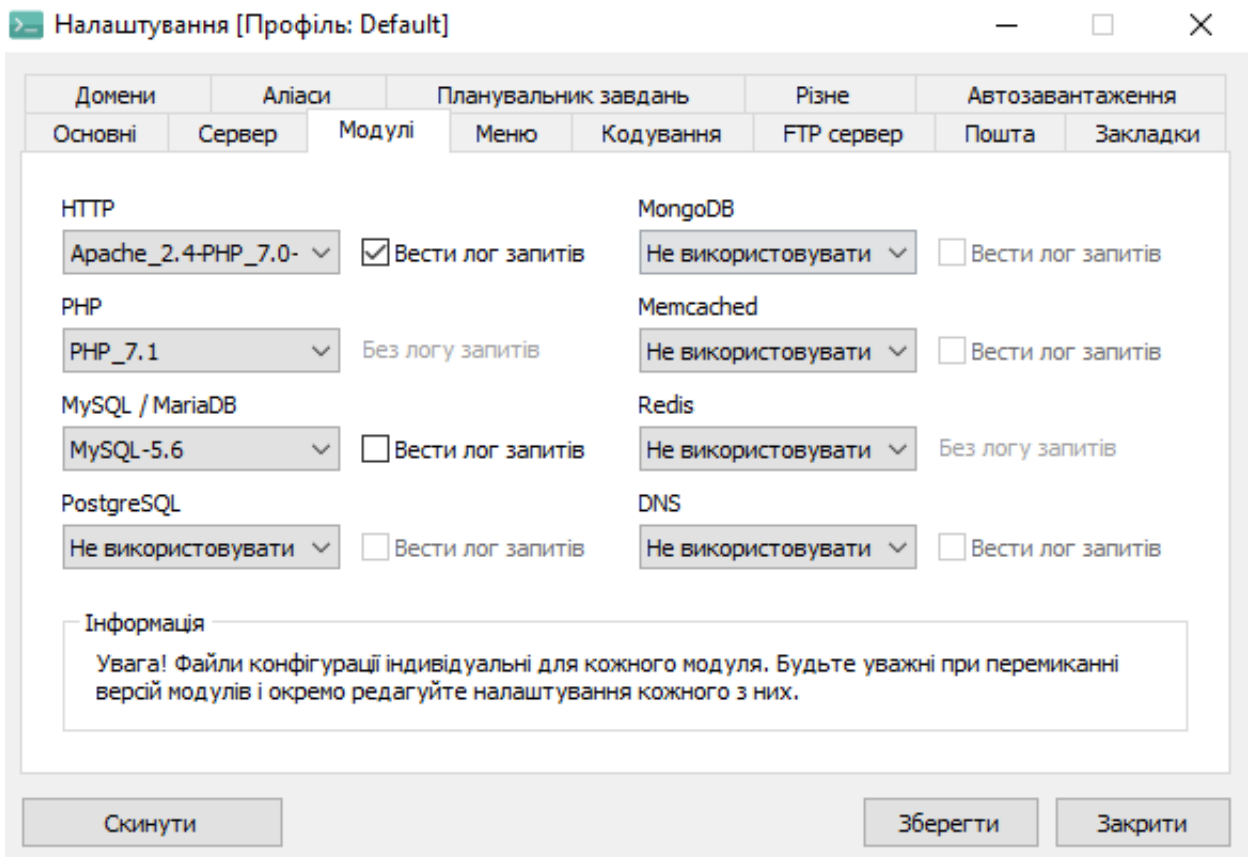 Налаштування [Профіль: Default]
Домени Аліаси Планувальник завдань Різне Автозавантаження
Основні Сервер Модулі Меню Кодування FTP сервер Пошта Закладки
HTTP MongoDB
Apache_2.4-PHP_7.0- Вести лог запитів Не використовувати Вести лог запитів
PHP Memcached
PHP_7.1 Без логу запитів Не використовувати Вести лог запитів
MySQL / MariaDB Redis
MySQL-5.6 Вести лог запитів Не використовувати Без логу запитів
PostgreSQL DNS
Не використовувати Вести лог запитів Не використовувати Вести лог запитів
Інформація
Увага! Файли конфігурації індивідуальні для кожного модуля. Будьте уважні при перемиканні
версій модулів і окремо редагуйте налаштування кожного з них.
Скинути Зберегти Закрити